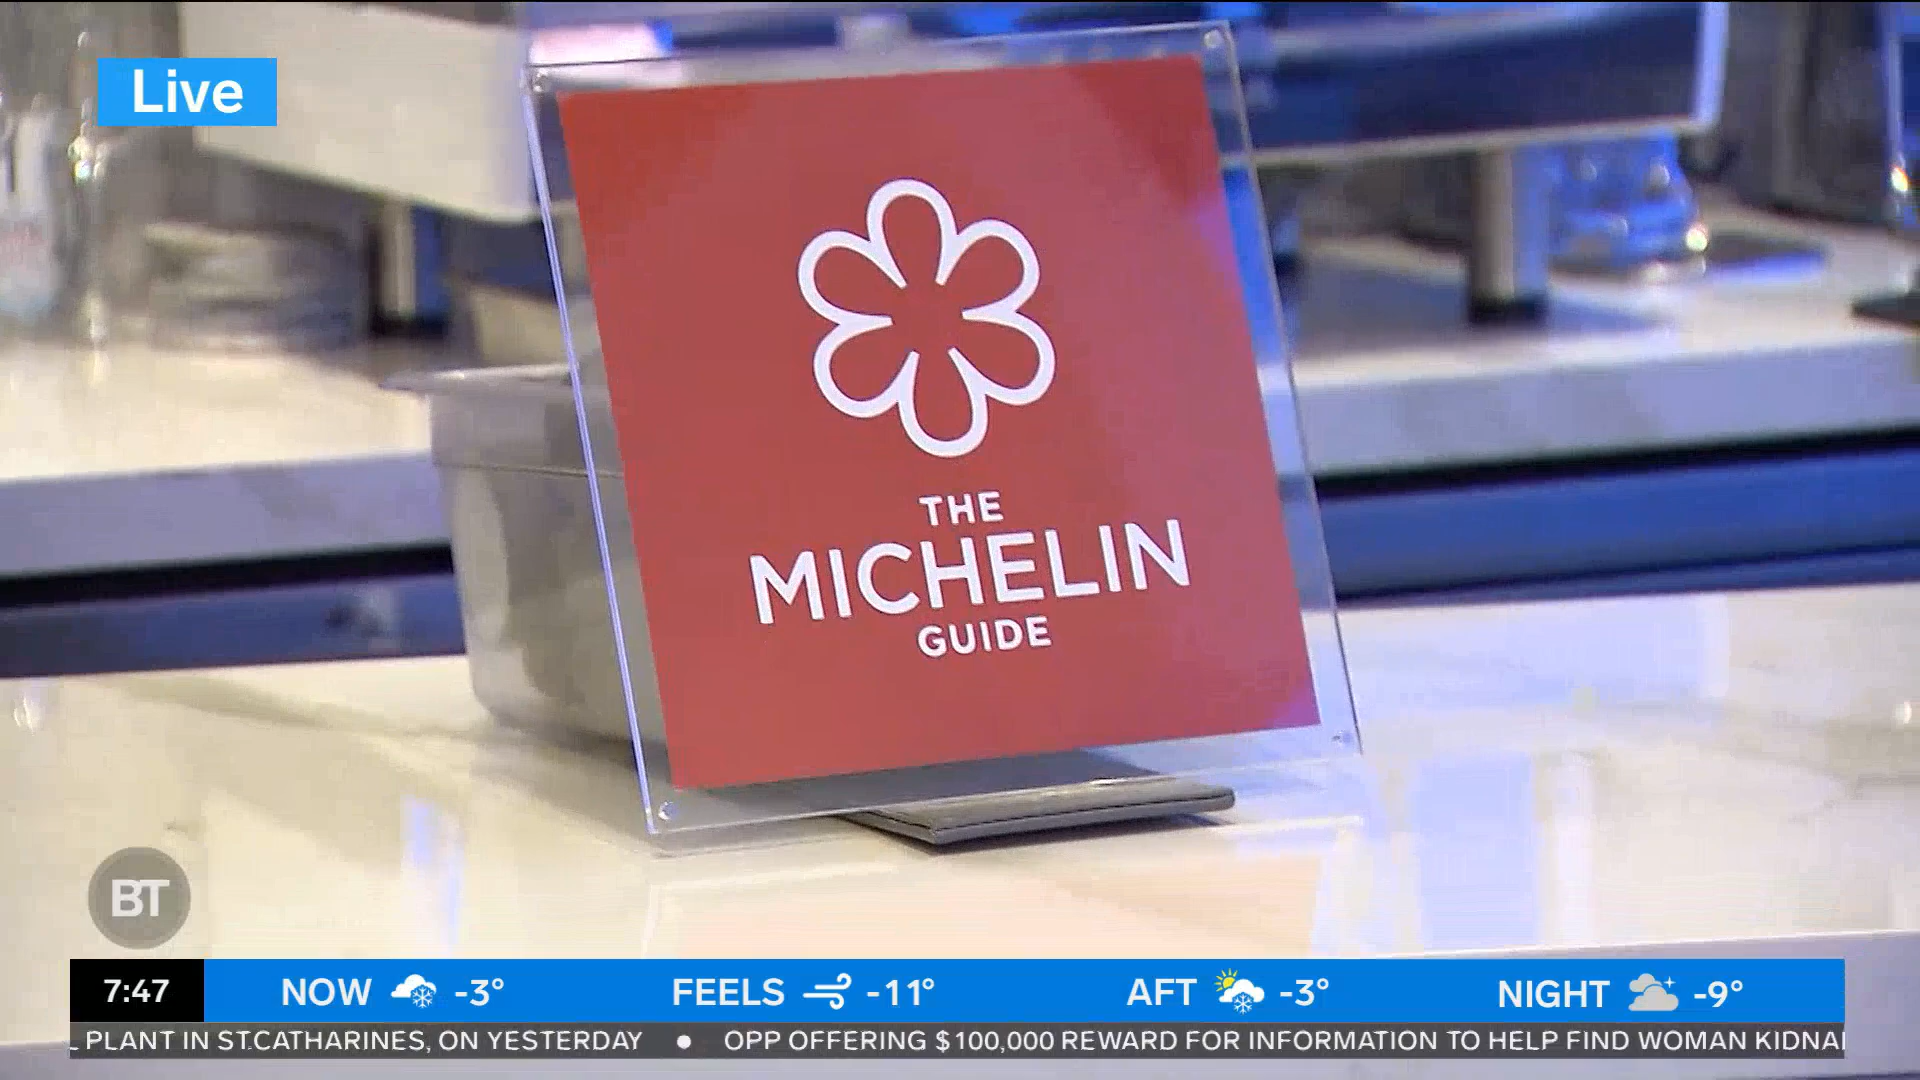 Live
THE
MICHELIN
GUIDE
BT
7:47 NOW -3° FEELS -11° AFT -3° NIGHT -9°
PLANT IN ST.CATHARINES, ON YESTERDAY ● OPP OFFERING $100,000 REWARD FOR INFORMATION TO HELP FIND WOMAN